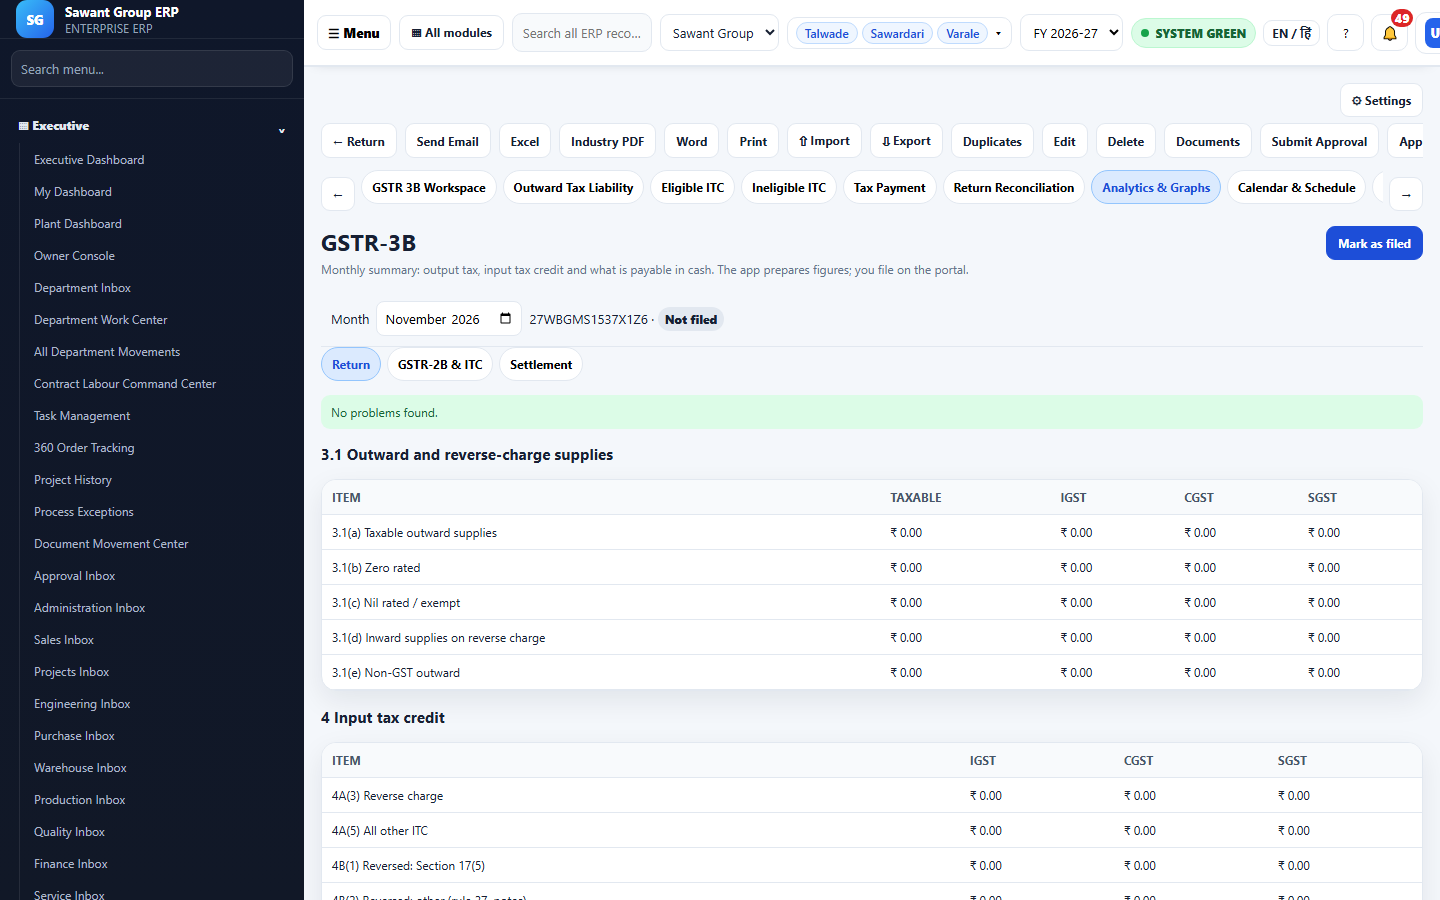 SG
Sawant Group ERP
ENTERPRISE ERP
☰ Menu
All modules
Search all ERP reco...
Sawant Group
Talwade
Sawardari
Varale
FY 2026-27
SYSTEM GREEN
EN / हिं
?
49
U
Search menu...
Executive
Executive Dashboard
My Dashboard
Plant Dashboard
Owner Console
Department Inbox
Department Work Center
All Department Movements
Contract Labour Command Center
Task Management
360 Order Tracking
Project History
Process Exceptions
Document Movement Center
Approval Inbox
Administration Inbox
Sales Inbox
Projects Inbox
Engineering Inbox
Purchase Inbox
Warehouse Inbox
Production Inbox
Quality Inbox
Finance Inbox
Service Inbox
⚙ Settings
← Return
Send Email
Excel
Industry PDF
Word
Print
⇧ Import
⇩ Export
Duplicates
Edit
Delete
Documents
Submit Approval
App
←
GSTR 3B Workspace
Outward Tax Liability
Eligible ITC
Ineligible ITC
Tax Payment
Return Reconciliation
Analytics & Graphs
Calendar & Schedule
→
GSTR-3B
Mark as filed
Monthly summary: output tax, input tax credit and what is payable in cash. The app prepares figures; you file on the portal.
Month November 2026 27WBGMS1537X1Z6 · Not filed
Return
GSTR-2B & ITC
Settlement
No problems found.
3.1 Outward and reverse-charge supplies
ITEM TAXABLE IGST CGST SGST
3.1(a) Taxable outward supplies ₹ 0.00 ₹ 0.00 ₹ 0.00 ₹ 0.00
3.1(b) Zero rated ₹ 0.00 ₹ 0.00 ₹ 0.00 ₹ 0.00
3.1(c) Nil rated / exempt ₹ 0.00 ₹ 0.00 ₹ 0.00 ₹ 0.00
3.1(d) Inward supplies on reverse charge ₹ 0.00 ₹ 0.00 ₹ 0.00 ₹ 0.00
3.1(e) Non-GST outward ₹ 0.00 ₹ 0.00 ₹ 0.00 ₹ 0.00
4 Input tax credit
ITEM IGST CGST SGST
4A(3) Reverse charge ₹ 0.00 ₹ 0.00 ₹ 0.00
4A(5) All other ITC ₹ 0.00 ₹ 0.00 ₹ 0.00
4B(1) Reversed: Section 17(5) ₹ 0.00 ₹ 0.00 ₹ 0.00